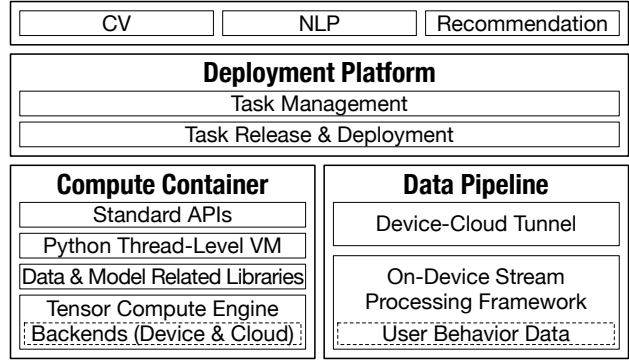 CV
NLP
Recommendation
Deployment Platform
Task Management
Task Release & Deployment
Compute Container
Standard APIs
Python Thread-Level VM
Data & Model Related Libraries
Tensor Compute Engine
Backends (Device & Cloud)
Data Pipeline
Device-Cloud Tunnel
On-Device Stream
Processing Framework
User Behavior Data